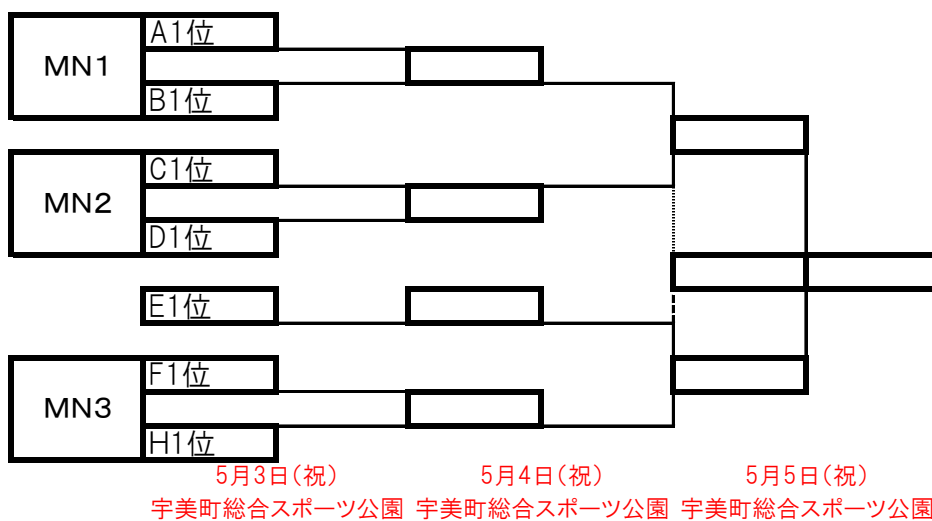 A1位
MN1
B1位
C1位
MN2
D1位
E1位
F1位
MN3
H1位
5月3日(祝) 5月4日(祝) 5月5日(祝)
宇美町総合スポーツ公園 宇美町総合スポーツ公園 宇美町総合スポーツ公園